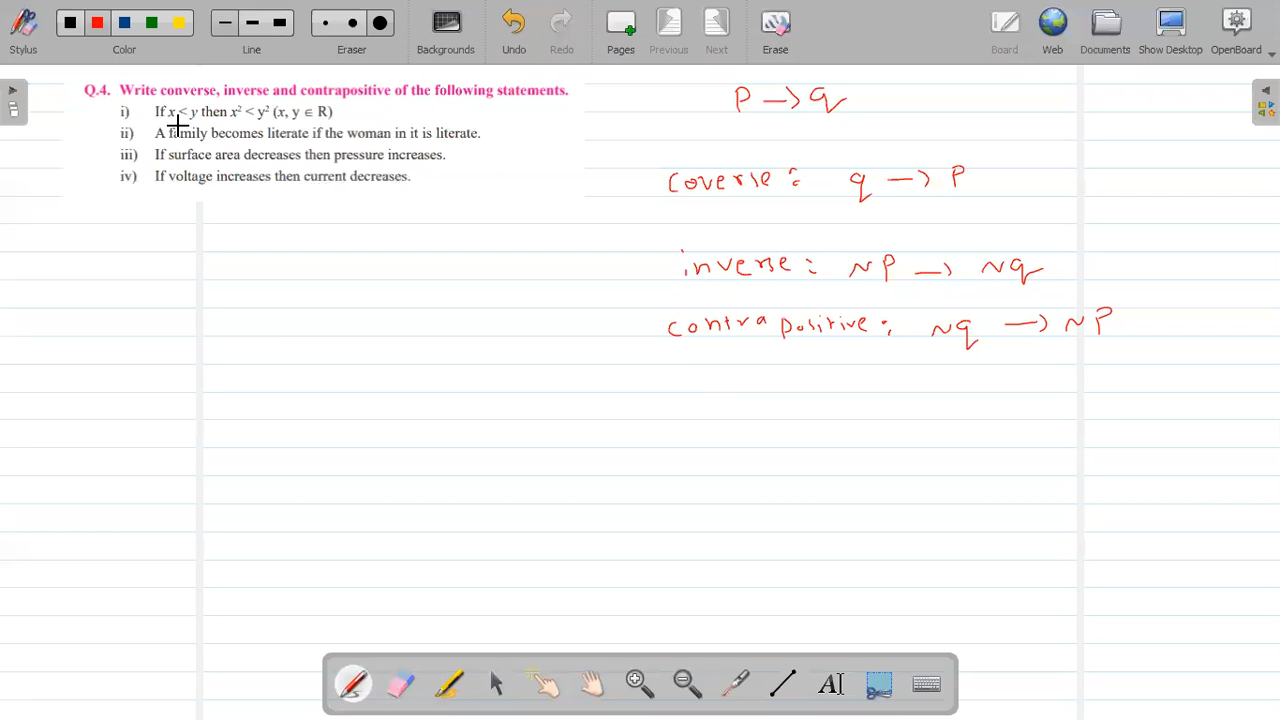 Stylus
Color
Line
Eraser
Backgrounds
Undo
Redo
Pages
Previous
Next
Erase
Board
Web
Documents
Show Desktop
OpenBoard
Q.4. Write converse, inverse and contrapositive of the following statements.
i) If x < y then x² < y² (x, y ∈ R)
ii) A family becomes literate if the woman in it is literate.
iii) If surface area decreases then pressure increases.
iv) If voltage increases then current decreases.
P → q
coverse : q → P
inverse : ~P → ~q
contrapositive : ~q → ~P